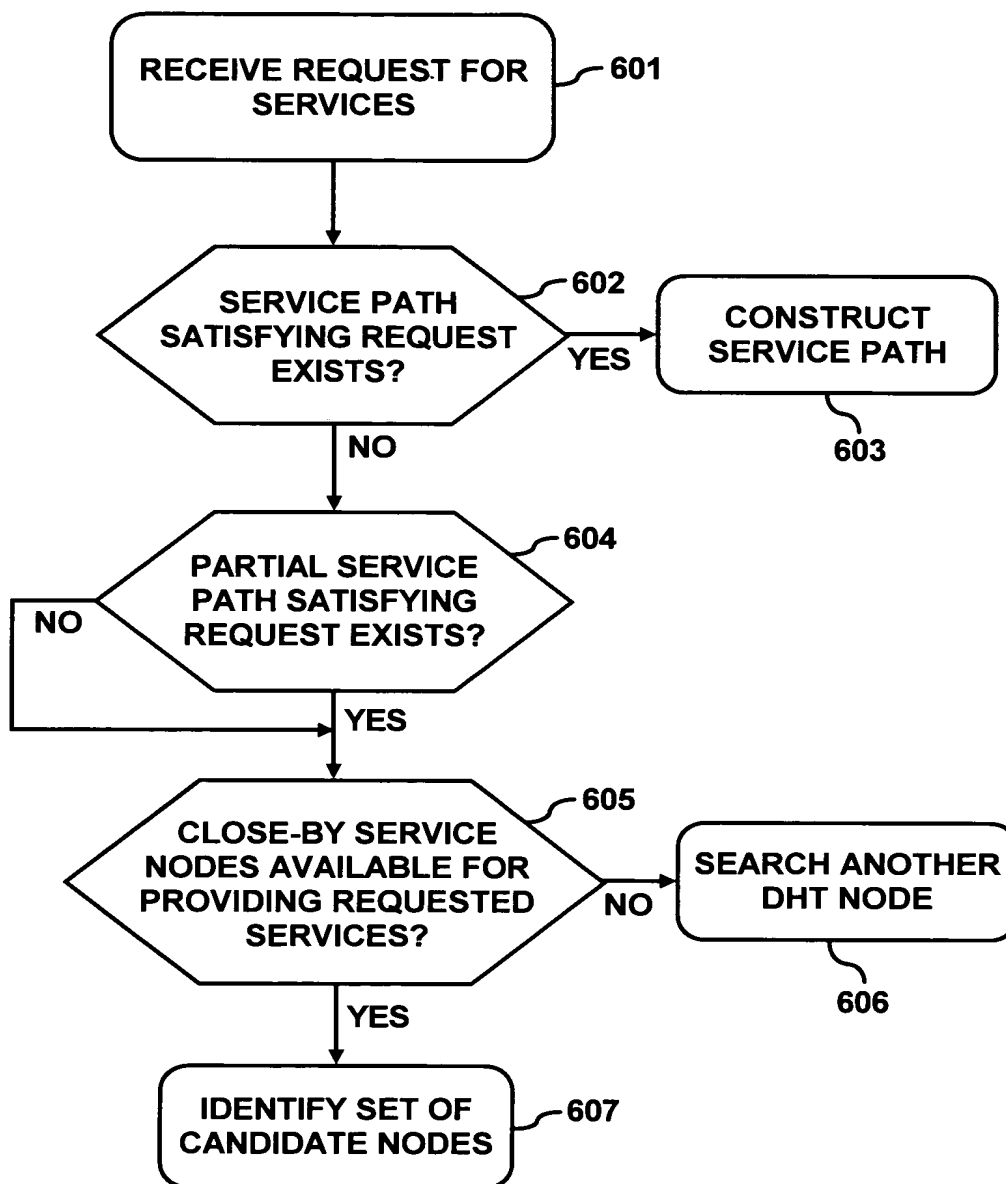 RECEIVE REQUEST FOR
SERVICES
601
SERVICE PATH
SATISFYING REQUEST
EXISTS?
602
YES
CONSTRUCT
SERVICE PATH
603
NO
PARTIAL SERVICE
PATH SATISFYING
REQUEST EXISTS?
604
NO
YES
CLOSE-BY SERVICE
NODES AVAILABLE FOR
PROVIDING REQUESTED
SERVICES?
605
NO
SEARCH ANOTHER
DHT NODE
606
YES
IDENTIFY SET OF
CANDIDATE NODES
607